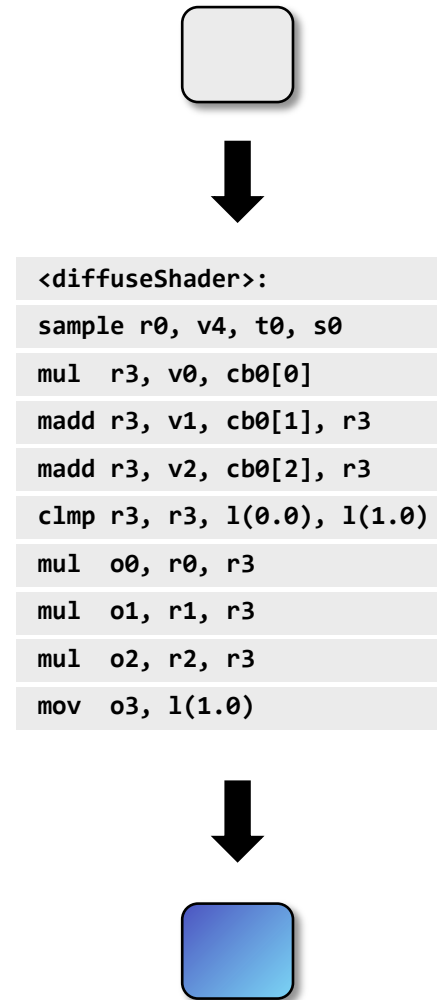 <diffuseShader>:
sample r0, v4, t0, s0
mul  r3, v0, cb0[0]
madd r3, v1, cb0[1], r3
madd r3, v2, cb0[2], r3
clmp r3, r3, l(0.0), l(1.0)
mul  o0, r0, r3
mul  o1, r1, r3
mul  o2, r2, r3
mov  o3, l(1.0)